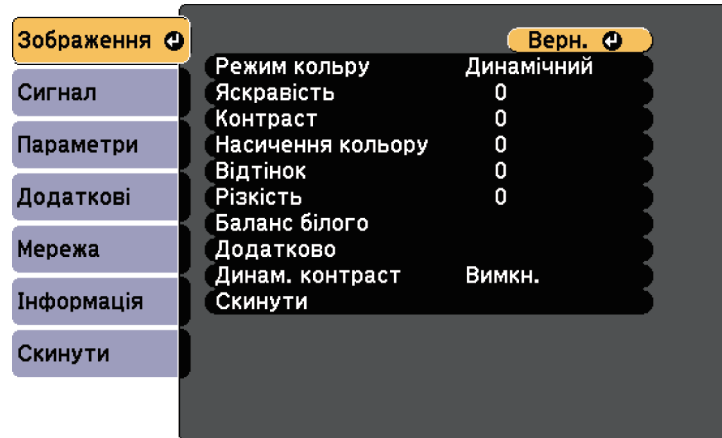 Зображення
Сигнал
Параметри
Додаткові
Мережа
Інформація
Скинути
Верн.
Режим кольру Динамічний
Яскравість 0
Контраст 0
Насичення кольору 0
Відтінок 0
Різкість 0
Баланс білого
Додатково
Динам. контраст Вимкн.
Скинути